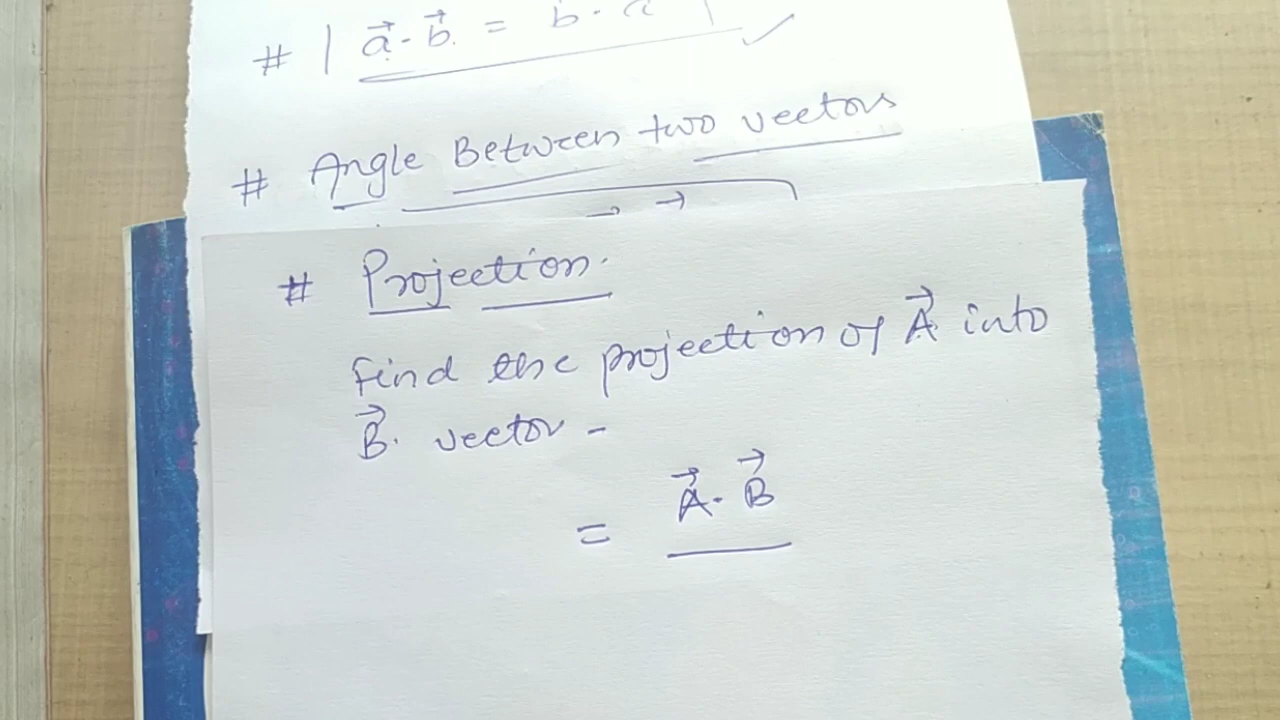 # | a⃗ · b⃗ = b · a |
# Angle Between two vectors
# Projection.
find the projection of A⃗ into
B⃗. vector -
= A⃗ · B⃗